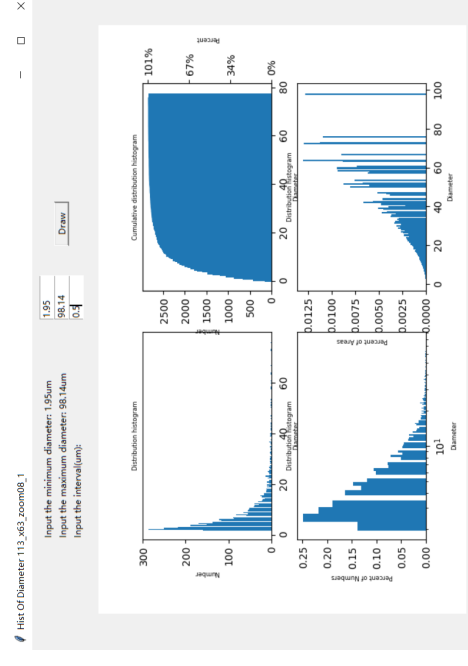 Hist Of Diameter 113_x63_zoom08_1
Input the minimum diameter: 1.95um
1.95
Input the maximum diameter: 98.14um
98.14
Input the interval(um):
0.5
Draw
Distribution histogram
300
200
100
0
Number
0
20
40
60
Diameter
Cumulative distribution histogram
2500
2000
1500
1000
500
0
Number
101%
67%
34%
0%
Percent
0
20
40
60
80
Diameter
Distribution histogram
0.25
0.20
0.15
0.10
0.05
0.00
Percent of Numbers
10¹
Diameter
Distribution histogram
0.0125
0.0100
0.0075
0.0050
0.0025
0.0000
Percent of Areas
0
20
40
60
80
100
Diameter